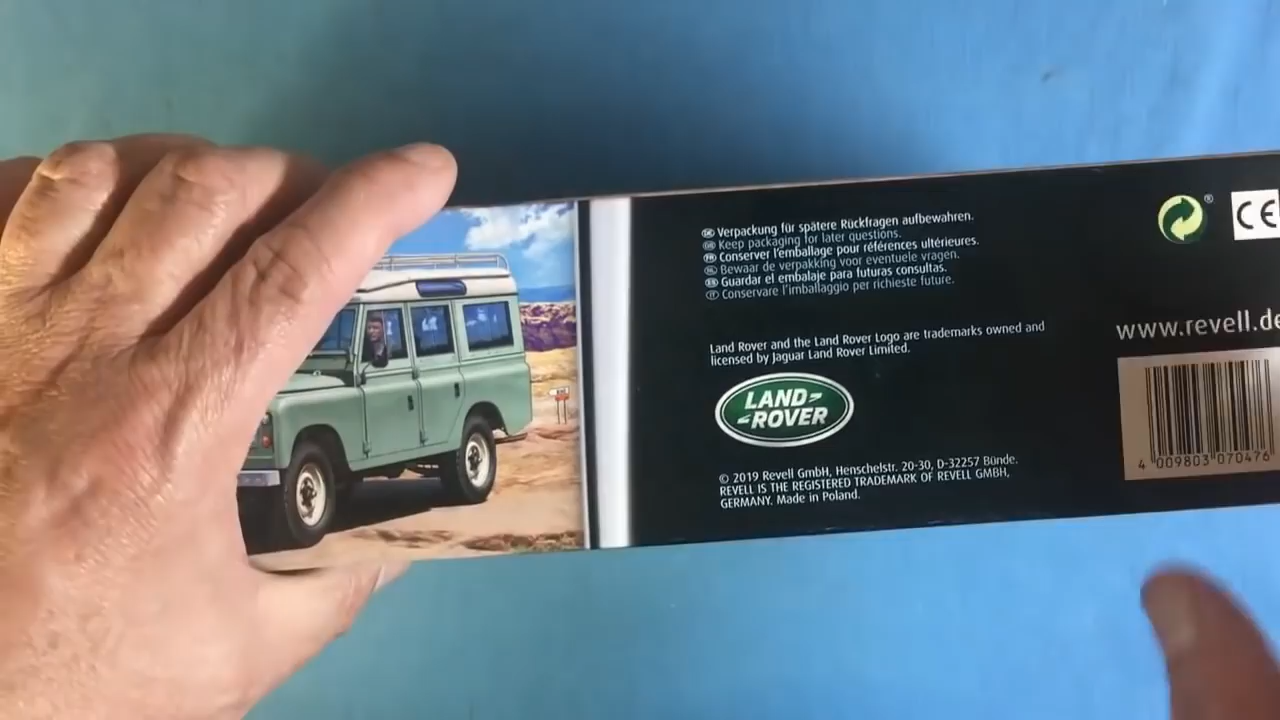 Verpackung für spätere Rückfragen aufbewahren.
Keep packaging for later questions.
Conserver l'emballage pour références ultérieures.
Bewaar de verpakking voor eventuele vragen.
Guardar el embalaje para futuras consultas.
Conservare l'imballaggio per richieste future.
Land Rover and the Land Rover Logo are trademarks owned and
licensed by Jaguar Land Rover Limited.
LAND
ROVER
© 2019 Revell GmbH, Henschelstr. 20-30, D-32257 Bünde.
REVELL IS THE REGISTERED TRADEMARK OF REVELL GMBH,
GERMANY. Made in Poland.
®
CE
www.revell.de
4 009803 070476